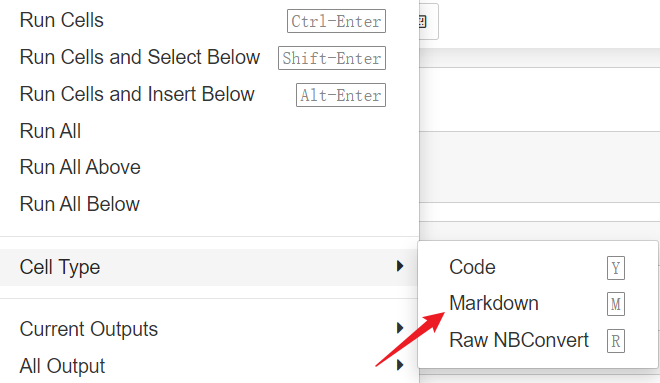 Run Cells Ctrl-Enter
Run Cells and Select Below Shift-Enter
Run Cells and Insert Below Alt-Enter
Run All
Run All Above
Run All Below
Cell Type
Code Y
Markdown M
Raw NBConvert R
Current Outputs
All Output